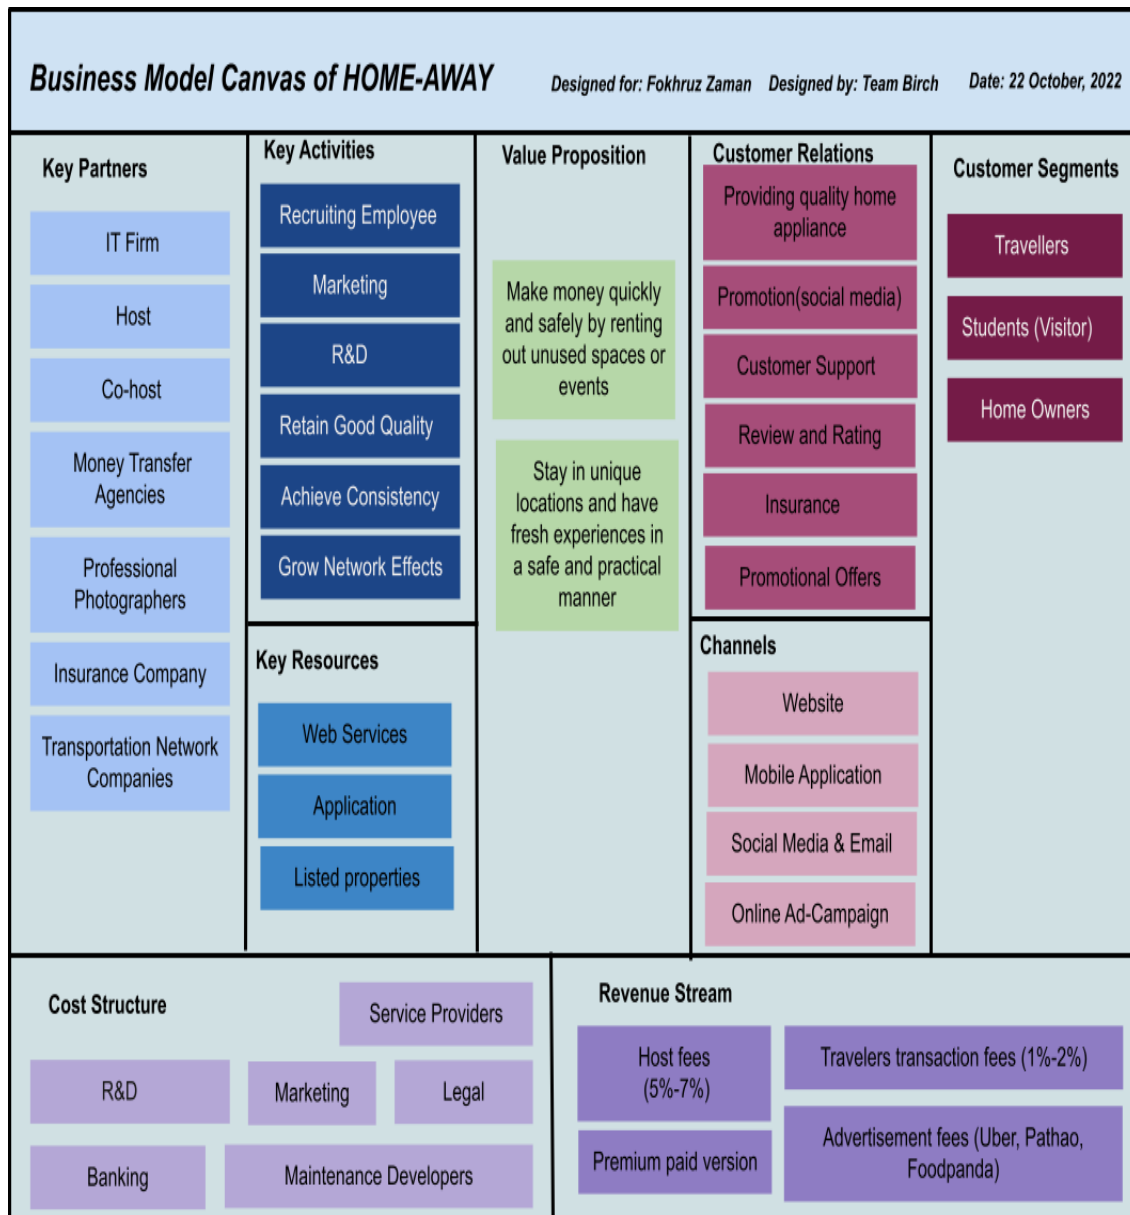 Business Model Canvas of HOME-AWAY
Designed for: Fokhruz Zaman
Designed by: Team Birch
Date: 22 October, 2022
Key Partners
IT Firm
Host
Co-host
Money Transfer
Agencies
Professional
Photographers
Insurance Company
Transportation Network
Companies
Key Activities
Recruiting Employee
Marketing
R&D
Retain Good Quality
Achieve Consistency
Grow Network Effects
Key Resources
Web Services
Application
Listed properties
Value Proposition
Make money quickly
and safely by renting
out unused spaces or
events
Stay in unique
locations and have
fresh experiences in
a safe and practical
manner
Customer Relations
Providing quality home
appliance
Promotion(social media)
Customer Support
Review and Rating
Insurance
Promotional Offers
Channels
Website
Mobile Application
Social Media & Email
Online Ad-Campaign
Customer Segments
Travellers
Students (Visitor)
Home Owners
Cost Structure
Service Providers
R&D
Marketing
Legal
Banking
Maintenance Developers
Revenue Stream
Host fees
(5%-7%)
Travelers transaction fees (1%-2%)
Premium paid version
Advertisement fees (Uber, Pathao,
Foodpanda)